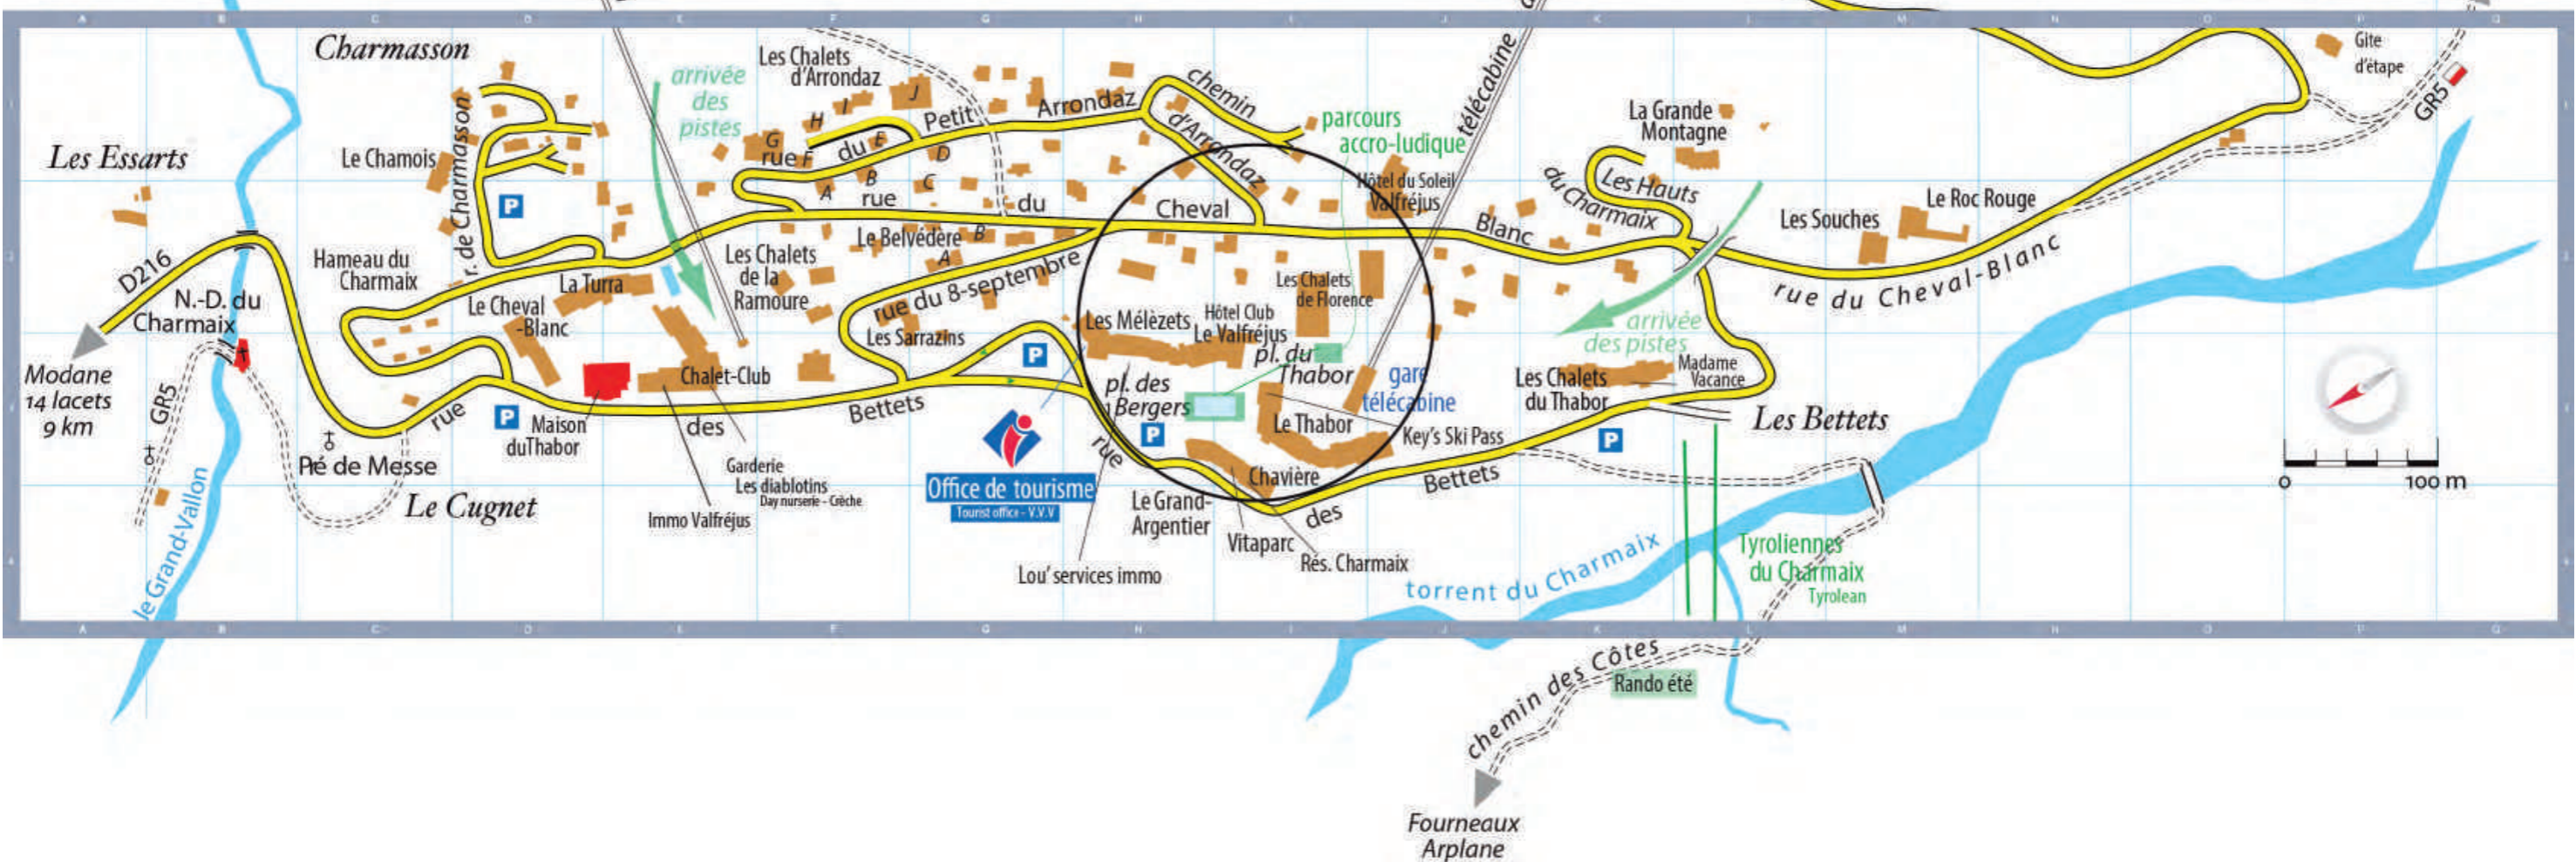 A B C D E F G H I J K L M N O P Q
Charmasson
Les Chalets
d'Arrondaz
arrivée
des
pistes
Gite
d'étape
GR5
télécabine
chemin
d'Arrondaz
Petit Arrondaz
rue du
A B C D E F G H I J
parcours
accro-ludique
La Grande
Montagne
Les Essarts
Le Chamois
r. de Charmasson
P
Hôtel du Soleil
Valfréjus
Les Hauts
du Charmaix
Le Roc Rouge
Les Souches
rue du Cheval Blanc
rue du Cheval-Blanc
D216
Hameau du
Charmaix
La Turra
Les Chalets
de la
Ramoure
Le Belvédère
A B
rue du 8-septembre
Les Chalets
de Florence
N.-D. du
Charmaix
Le Cheval
-Blanc
Les Sarrazins
Les Mélèzets
Hôtel Club
Le Valfréjus
pl. du
Thabor
arrivée
des pistes
Modane
14 lacets
9 km
GR5
Chalet-Club
P
pl. des
Bergers
gare
télécabine
Les Chalets
du Thabor
Madame
Vacance
Les Bettets
P
Maison
du Thabor
rue des Bettets
P
Le Thabor
Key's Ski Pass
P
Pré de Messe
Le Cugnet
Garderie
Les diablotins
Day nurserie - Crèche
Immo Valfréjus
Office de tourisme
Tourist office - V.V.V
rue des Bettets
Chavière
Le Grand-
Argentier
Vitaparc
Rés. Charmaix
Lou' services immo
0 100 m
le Grand-Vallon
torrent du Charmaix
Tyroliennes
du Charmaix
Tyrolean
1 2 3 4
A B C D E F G H I J K L M N O P Q
chemin des Côtes
Rando été
Fourneaux
Arplane